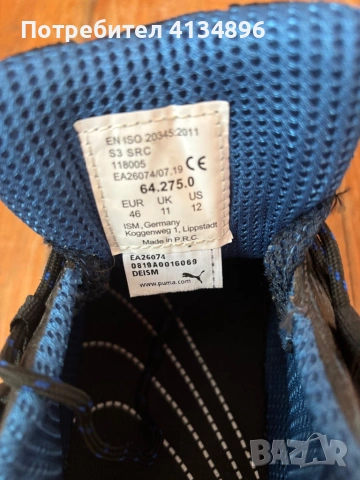 Потребител 4134896
EN ISO 20345:2011
S3 SRC
118005
EA26074/07.19 CE
64.275.0
EUR UK US
46 11 12
ISM, Germany
Koggenweg 1, Lippstadt
Made in P.R.C.
EA26074
0819A0016069
DEISM
www.puma.com
BAZAR